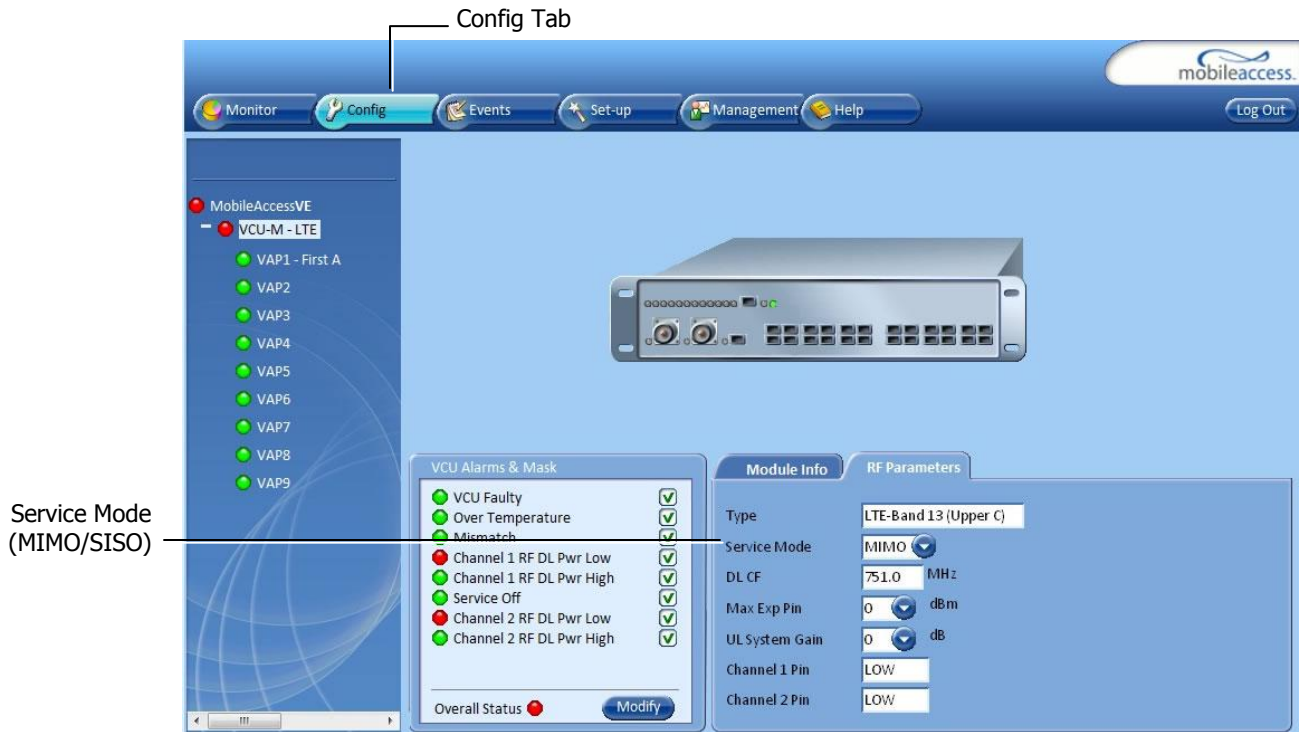 Config Tab
mobileaccess.
Monitor
Config
Events
Set-up
Management
Help
Log Out
MobileAccessVE
VCU-M - LTE
VAP1 - First A
VAP2
VAP3
VAP4
VAP5
VAP6
VAP7
VAP8
VAP9
Service Mode
(MIMO/SISO)
VCU Alarms & Mask
VCU Faulty
Over Temperature
Mismatch
Channel 1 RF DL Pwr Low
Channel 1 RF DL Pwr High
Service Off
Channel 2 RF DL Pwr Low
Channel 2 RF DL Pwr High
Overall Status
Modify
Module Info
RF Parameters
Type LTE-Band 13 (Upper C)
Service Mode MIMO
DL CF 751.0 MHz
Max Exp Pin 0 dBm
UL System Gain 0 dB
Channel 1 Pin LOW
Channel 2 Pin LOW